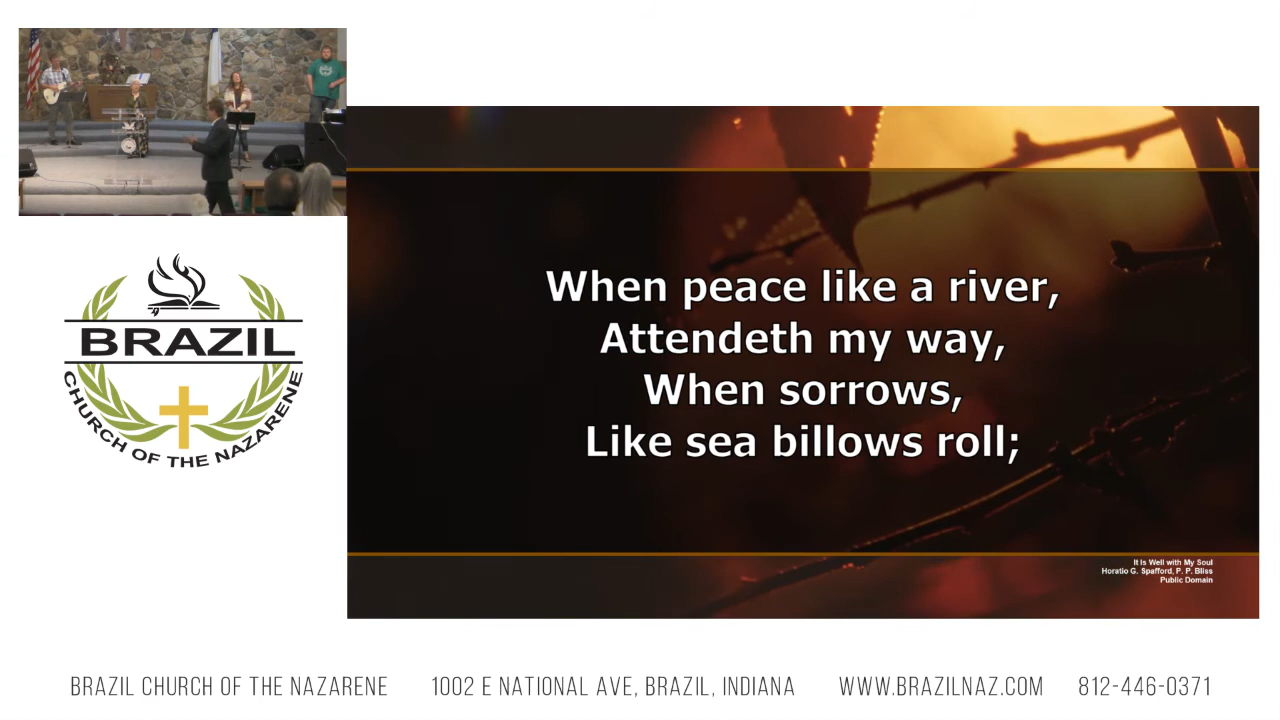 BRAZIL
CHURCH OF THE NAZARENE
When peace like a river,
Attendeth my way,
When sorrows,
Like sea billows roll;
It Is Well with My Soul
Horatio G. Spafford, P. P. Bliss
Public Domain
BRAZIL CHURCH OF THE NAZARENE 1002 E NATIONAL AVE, BRAZIL, INDIANA WWW.BRAZILNAZ.COM 812-446-0371